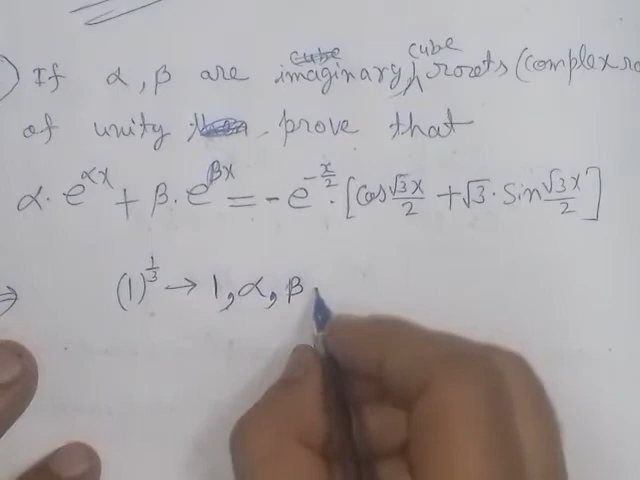 If α, β are imaginary cube roots (complex
of unity, prove that
α. e^{αx} + β. e^{βx} = - e^{-x/2}. [cos √3x/2 + √3. Sin √3x/2]
⇒ (1)^{1/3} → 1, α, β